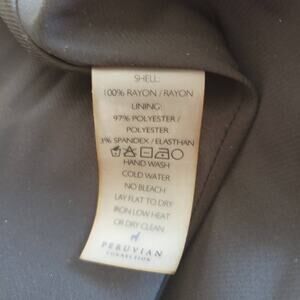 SHELL:
100% RAYON / RAYON
LINING:
97% POLYESTER /
POLYESTER
3% SPANDEX / ELASTHAN
HAND WASH
COLD WATER
NO BLEACH
LAY FLAT TO DRY
IRON LOW HEAT
OR DRY CLEAN
PERUVIAN
CONNECTION